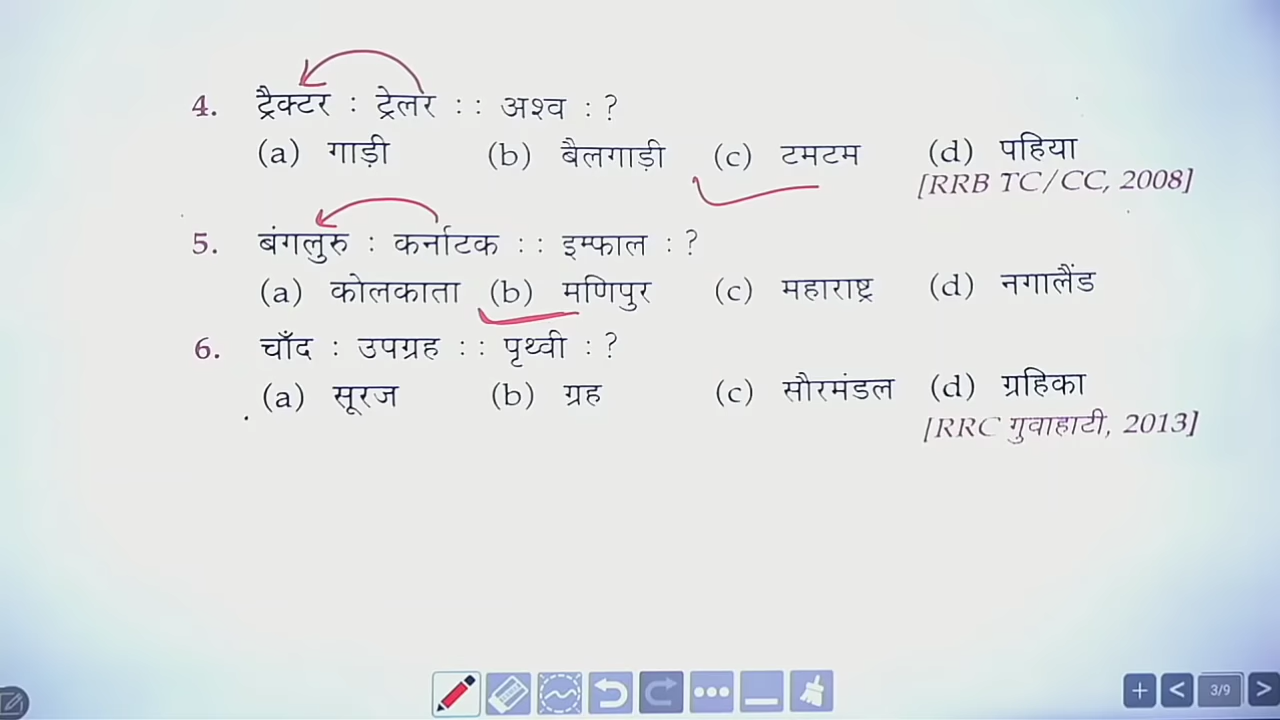 4. ट्रैक्टर : ट्रेलर : : अश्व : ?
(a) गाड़ी (b) बैलगाड़ी (c) टमटम (d) पहिया
[RRB TC/CC, 2008]
5. बंगलुरु : कर्नाटक : : इम्फाल : ?
(a) कोलकाता (b) मणिपुर (c) महाराष्ट्र (d) नगालैंड
6. चाँद : उपग्रह : : पृथ्वी : ?
(a) सूरज (b) ग्रह (c) सौरमंडल (d) ग्रहिका
[RRC गुवाहाटी, 2013]
3/9